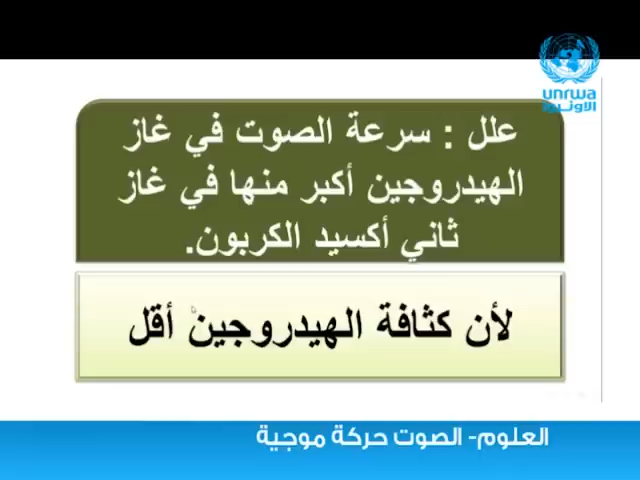 unrwa
الأونروا
علل : سرعة الصوت في غاز
الهيدروجين أكبر منها في غاز
ثاني أكسيد الكربون.
لأن كثافة الهيدروجين أقل
العلوم- الصوت حركة موجية